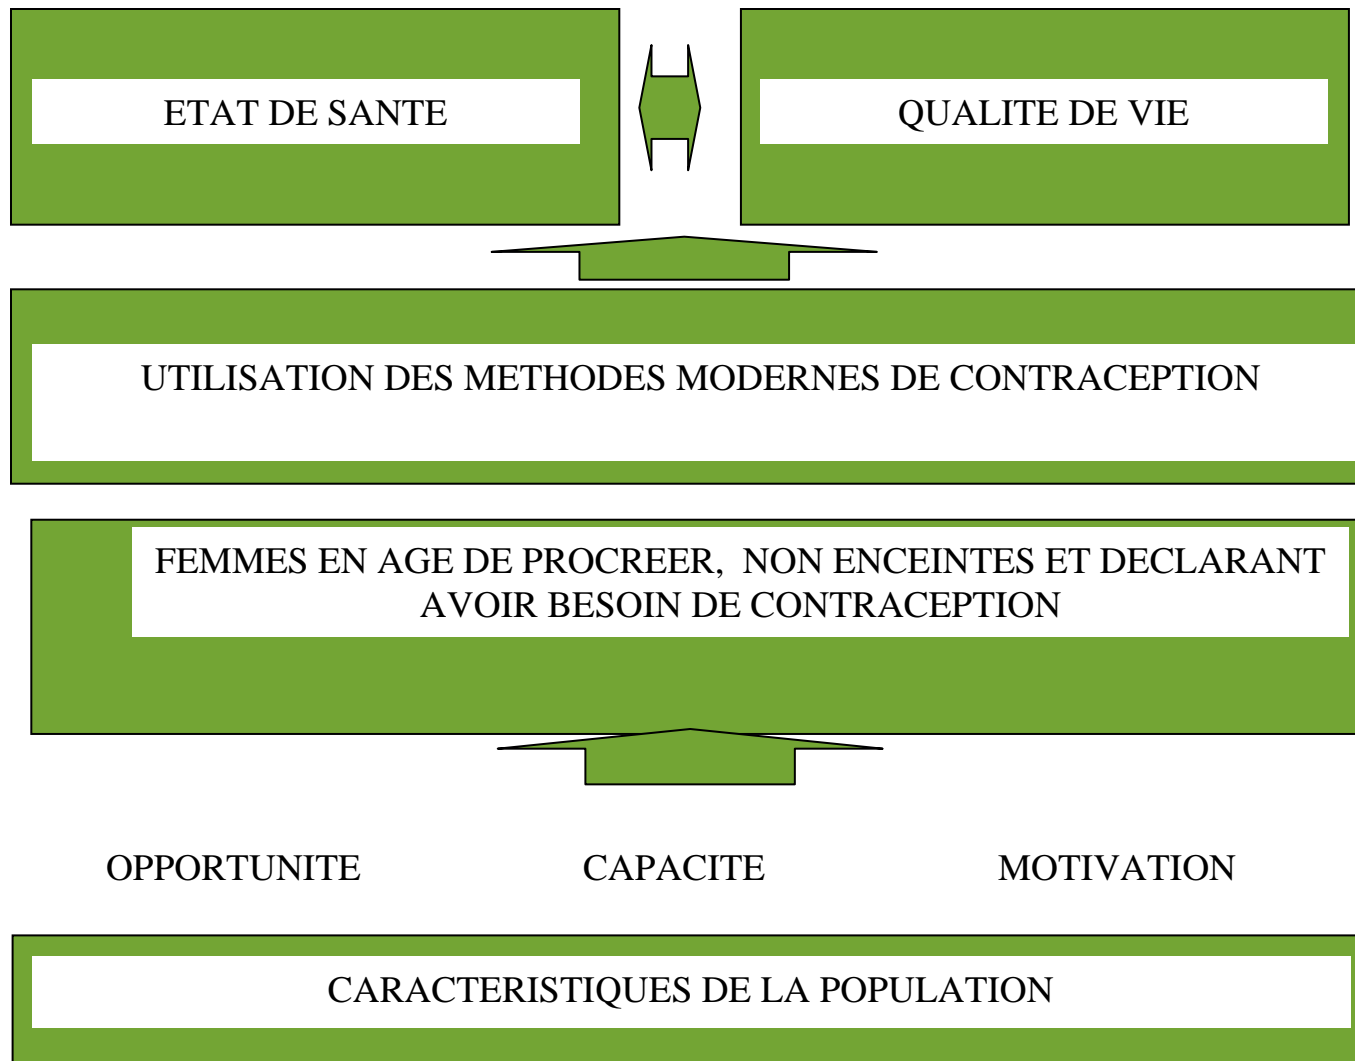 ETAT DE SANTE
QUALITE DE VIE
UTILISATION DES METHODES MODERNES DE CONTRACEPTION
FEMMES EN AGE DE PROCREER, NON ENCEINTES ET DECLARANT
AVOIR BESOIN DE CONTRACEPTION
OPPORTUNITE
CAPACITE
MOTIVATION
CARACTERISTIQUES DE LA POPULATION